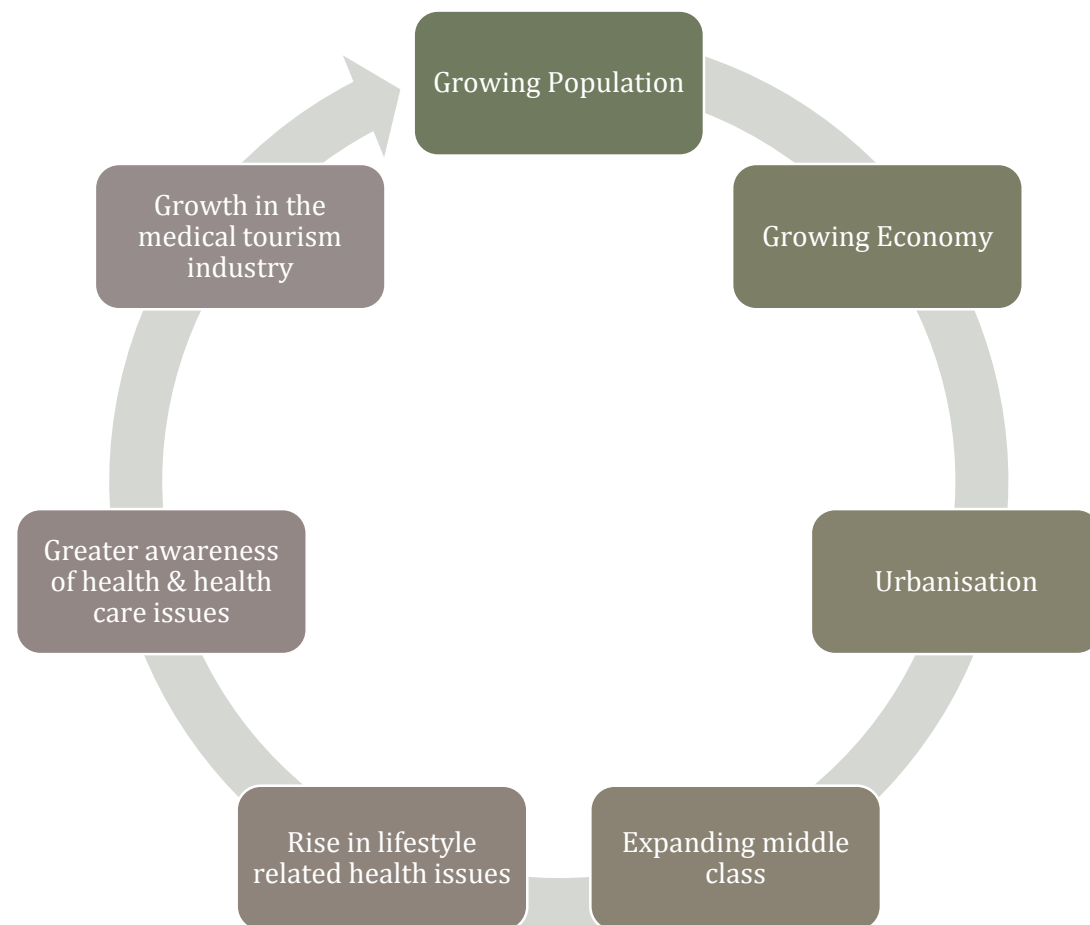 Growing Population
Growing Economy
Urbanisation
Expanding middle
class
Rise in lifestyle
related health issues
Greater awareness
of health & health
care issues
Growth in the
medical tourism
industry